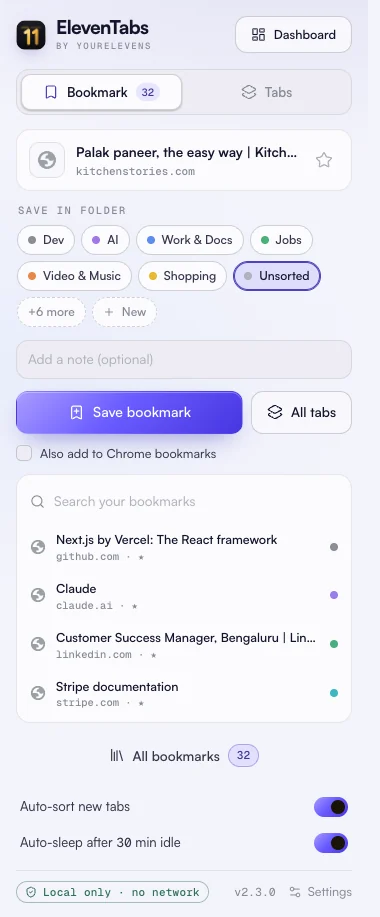 11 ElevenTabs
BY YOURELEVENS
Dashboard
Bookmark 32
Tabs
Palak paneer, the easy way | Kitch...
kitchenstories.com
SAVE IN FOLDER
Dev
AI
Work & Docs
Jobs
Video & Music
Shopping
Unsorted
+6 more
+ New
Add a note (optional)
Save bookmark
All tabs
Also add to Chrome bookmarks
Search your bookmarks
Next.js by Vercel: The React framework
github.com · ★
Claude
claude.ai · ★
Customer Success Manager, Bengaluru | Lin...
linkedin.com · ★
Stripe documentation
stripe.com · ★
All bookmarks 32
Auto-sort new tabs
Auto-sleep after 30 min idle
Local only · no network
v2.3.0
Settings